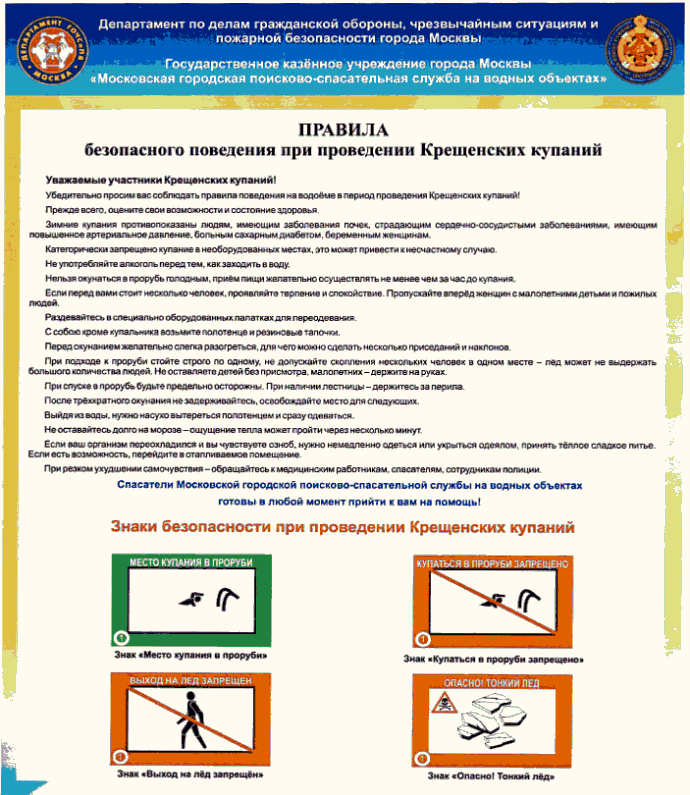 Департамент по делам гражданской обороны, чрезвычайным ситуациям и
пожарной безопасности города Москвы
Государственное казённое учреждение города Москвы
«Московская городская поисково-спасательная служба на водных объектах»
ДЕПАРТАМЕНТ ГОЧСиПБ
МОСКВА
ПРАВИЛА
безопасного поведения при проведении Крещенских купаний
Уважаемые участники Крещенских купаний!
Убедительно просим вас соблюдать правила поведения на водоёме в период проведения Крещенских купаний!
Прежде всего, оцените свои возможности и состояние здоровья.
Зимние купания противопоказаны людям, имеющим заболевания почек, страдающим сердечно-сосудистыми заболеваниями, имеющим
повышенное артериальное давление, больным сахарным диабетом, беременным женщинам.
Категорически запрещено купание в необорудованных местах, это может привести к несчастному случаю.
Не употребляйте алкоголь перед тем, как заходить в воду.
Нельзя окунаться в прорубь голодным, приём пищи желательно осуществлять не менее чем за час до купания.
Если перед вами стоит несколько человек, проявляйте терпение и спокойствие. Пропускайте вперёд женщин с малолетними детьми и пожилых
людей.
Раздевайтесь в специально оборудованных палатках для переодевания.
С собою кроме купальника возьмите полотенце и резиновые тапочки.
Перед окунанием желательно слегка разогреться, для чего можно сделать несколько приседаний и наклонов.
При подходе к проруби стойте строго по одному, не допускайте скопления нескольких человек в одном месте – лёд может не выдержать
большого количества людей. Не оставляете детей без присмотра, малолетних – держите на руках.
При спуске в прорубь будьте предельно осторожны. При наличии лестницы – держитесь за перила.
После трёхкратного окунания не задерживайтесь, освобождайте место для следующих.
Выйдя из воды, нужно насухо вытереться полотенцем и сразу одеваться.
Не оставайтесь долго на морозе – ощущение тепла может пройти через несколько минут.
Если ваш организм переохладился и вы чувствуете озноб, нужно немедленно одеться или укрыться одеялом, принять тёплое сладкое питье.
Если есть возможность, перейдите в отапливаемое помещение.
При резком ухудшении самочувствия – обращайтесь к медицинским работникам, спасателям, сотрудникам полиции.
Спасатели Московской городской поисково-спасательной службы на водных объектах
готовы в любой момент прийти к вам на помощь!
Знаки безопасности при проведении Крещенских купаний
МЕСТО КУПАНИЯ В ПРОРУБИ
1
Знак «Место купания в проруби»
КУПАТЬСЯ В ПРОРУБИ ЗАПРЕЩЕНО
1
Знак «Купаться в проруби запрещено»
ВЫХОД НА ЛЕД ЗАПРЕЩЕН
1
Знак «Выход на лёд запрещён»
ОПАСНО! ТОНКИЙ ЛЕД
1
Знак «Опасно! Тонкий лёд»